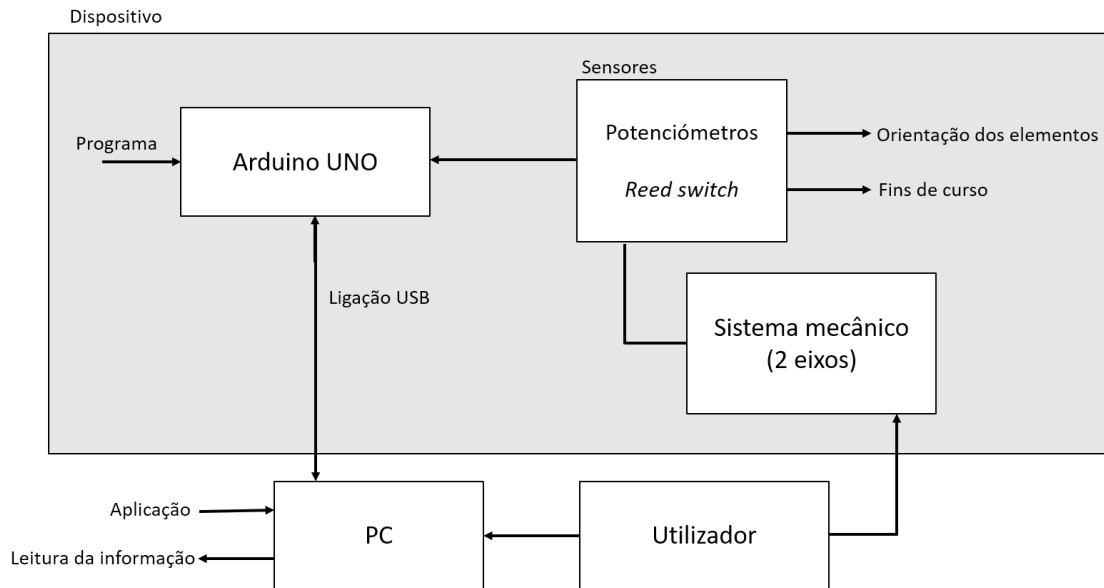 Dispositivo
Sensores
Programa
Arduino UNO
Potenciómetros
Reed switch
Orientação dos elementos
Fins de curso
Ligação USB
Sistema mecânico
(2 eixos)
Aplicação
Leitura da informação
PC
Utilizador